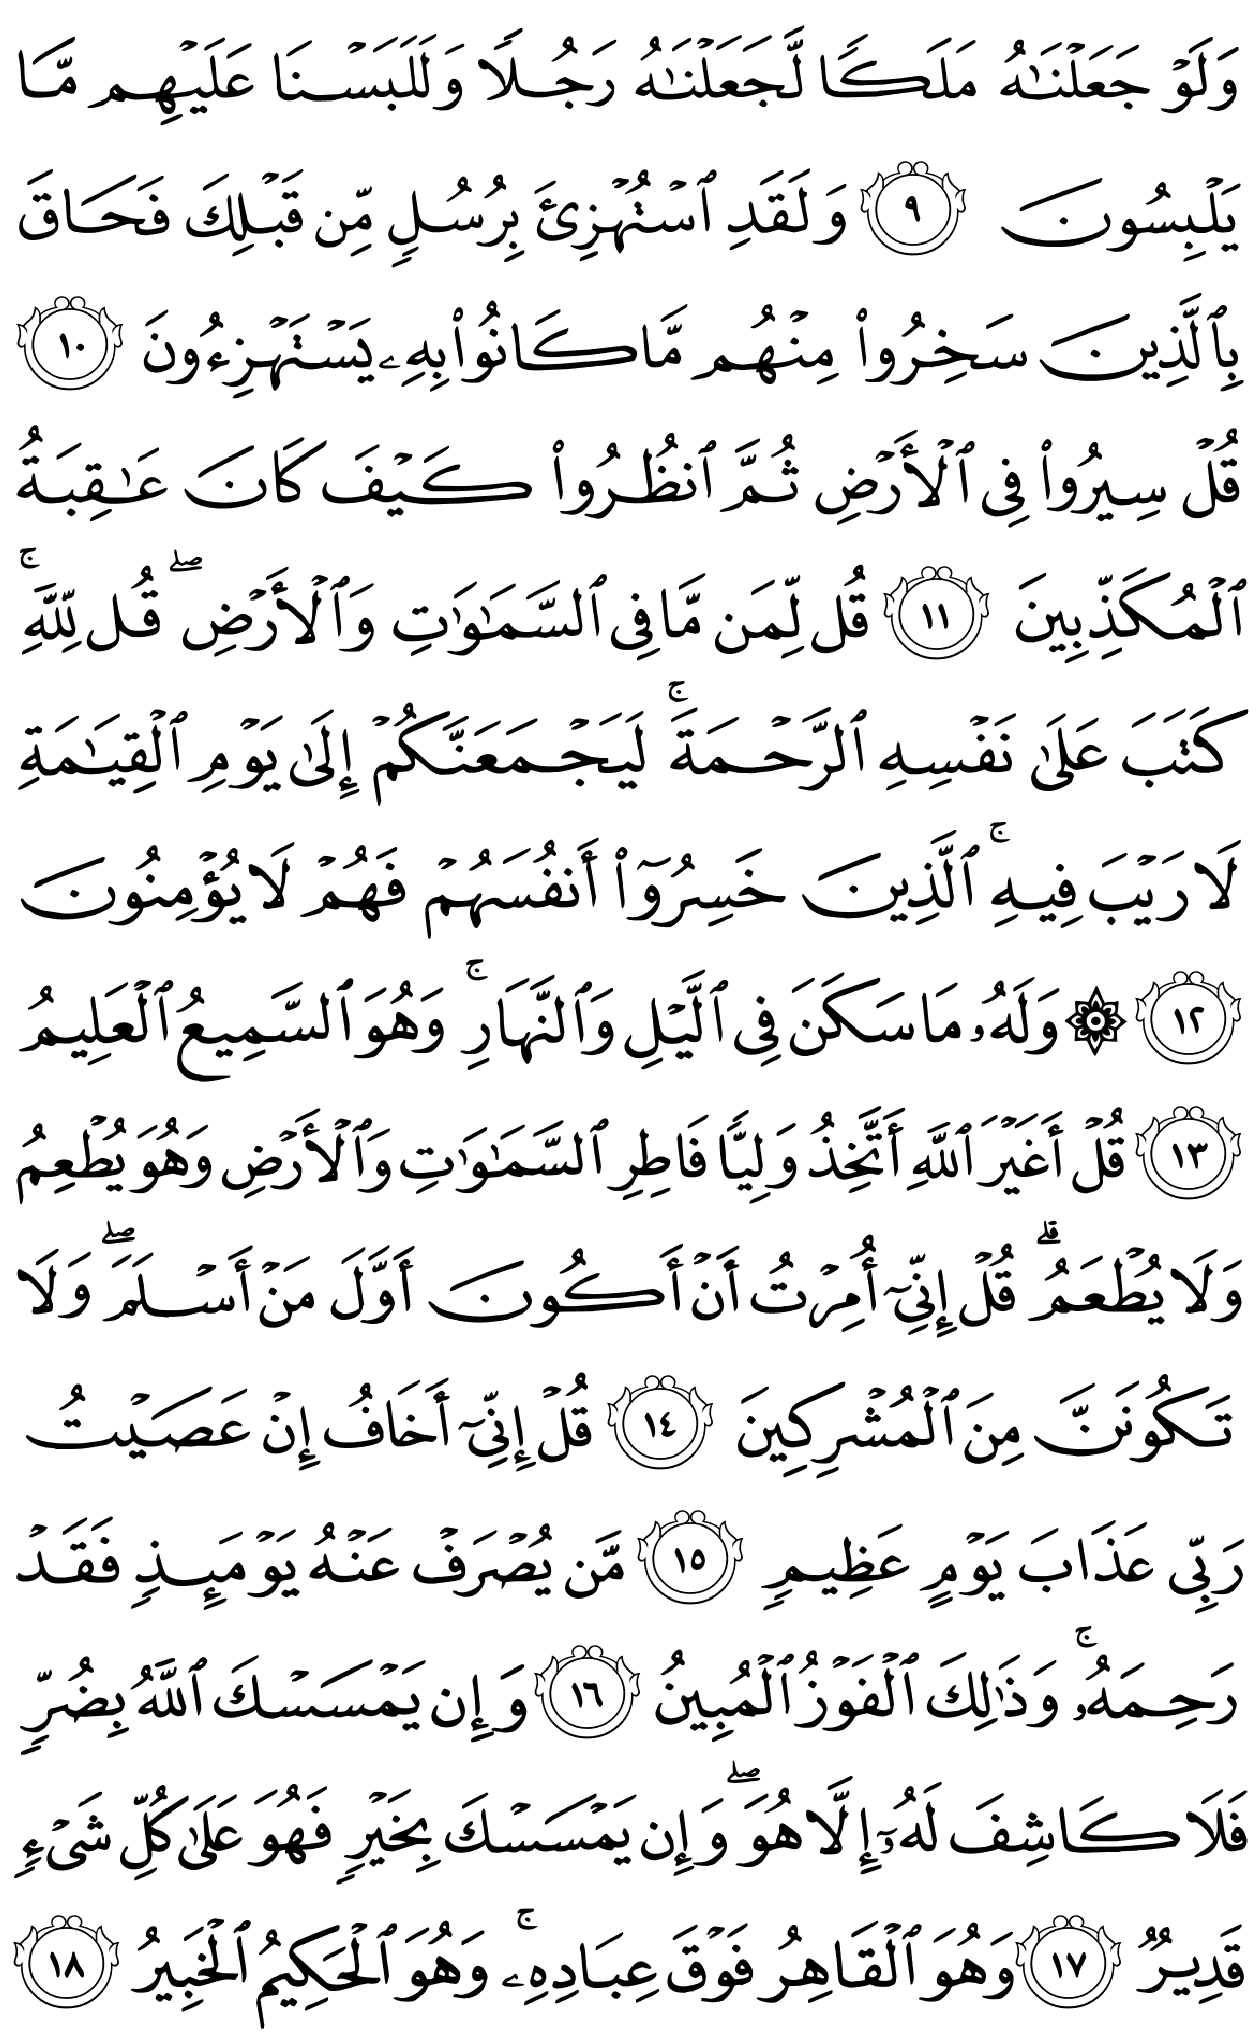 وَلَوۡ جَعَلۡنَٰهُ مَلَكٗا لَّجَعَلۡنَٰهُ رَجُلٗا وَلَلَبَسۡنَا عَلَيۡهِم مَّا
يَلۡبِسُونَ ٩ وَلَقَدِ ٱسۡتُهۡزِئَ بِرُسُلٖ مِّن قَبۡلِكَ فَحَاقَ
بِٱلَّذِينَ سَخِرُواْ مِنۡهُم مَّا كَانُواْ بِهِۦ يَسۡتَهۡزِءُونَ ١٠
قُلۡ سِيرُواْ فِي ٱلۡأَرۡضِ ثُمَّ ٱنظُرُواْ كَيۡفَ كَانَ عَٰقِبَةُ
ٱلۡمُكَذِّبِينَ ١١ قُل لِّمَن مَّا فِي ٱلسَّمَٰوَٰتِ وَٱلۡأَرۡضِۖ قُل لِّلَّهِۚ
كَتَبَ عَلَىٰ نَفۡسِهِ ٱلرَّحۡمَةَۚ لَيَجۡمَعَنَّكُمۡ إِلَىٰ يَوۡمِ ٱلۡقِيَٰمَةِ
لَا رَيۡبَ فِيهِۚ ٱلَّذِينَ خَسِرُوٓاْ أَنفُسَهُمۡ فَهُمۡ لَا يُؤۡمِنُونَ
١٢ ۞ وَلَهُۥ مَا سَكَنَ فِي ٱلَّيۡلِ وَٱلنَّهَارِۚ وَهُوَ ٱلسَّمِيعُ ٱلۡعَلِيمُ
١٣ قُلۡ أَغَيۡرَ ٱللَّهِ أَتَّخِذُ وَلِيّٗا فَاطِرِ ٱلسَّمَٰوَٰتِ وَٱلۡأَرۡضِ وَهُوَ يُطۡعِمُ
وَلَا يُطۡعَمُۗ قُلۡ إِنِّيٓ أُمِرۡتُ أَنۡ أَكُونَ أَوَّلَ مَنۡ أَسۡلَمَۖ وَلَا
تَكُونَنَّ مِنَ ٱلۡمُشۡرِكِينَ ١٤ قُلۡ إِنِّيٓ أَخَافُ إِنۡ عَصَيۡتُ
رَبِّي عَذَابَ يَوۡمٍ عَظِيمٖ ١٥ مَّن يُصۡرَفۡ عَنۡهُ يَوۡمَئِذٖ فَقَدۡ
رَحِمَهُۥۚ وَذَٰلِكَ ٱلۡفَوۡزُ ٱلۡمُبِينُ ١٦ وَإِن يَمۡسَسۡكَ ٱللَّهُ بِضُرّٖ
فَلَا كَاشِفَ لَهُۥٓ إِلَّا هُوَۖ وَإِن يَمۡسَسۡكَ بِخَيۡرٖ فَهُوَ عَلَىٰ كُلِّ شَيۡءٖ
قَدِيرٞ ١٧ وَهُوَ ٱلۡقَاهِرُ فَوۡقَ عِبَادِهِۦۚ وَهُوَ ٱلۡحَكِيمُ ٱلۡخَبِيرُ ١٨